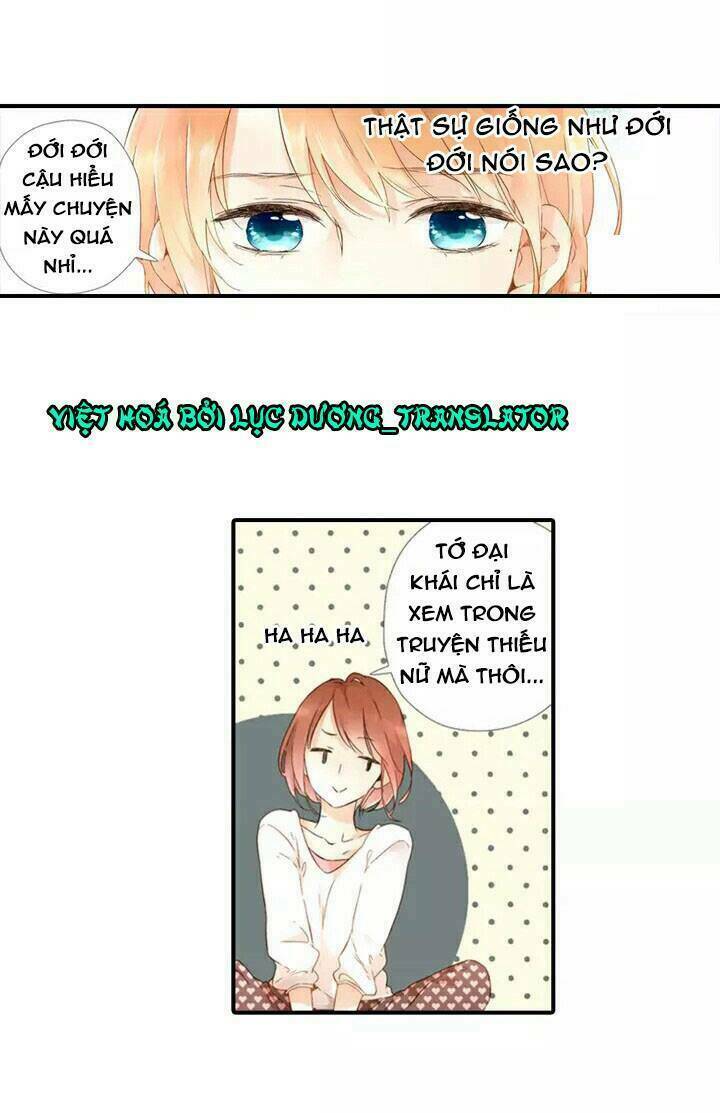 ĐỚI ĐỚI
CẬU HIỂU
MẤY CHUYỆN
NÀY QUÁ
NHỈ...
THẬT SỰ GIỐNG NHƯ ĐỚI
ĐỚI NÓI SAO?
VIỆT HOÁ BỞI LỤC DƯƠNG_TRANSLATOR
TỚ ĐẠI
KHÁI CHỈ LÀ
XEM TRONG
TRUYỆN THIẾU
NỮ MÀ THÔI...
HA HA HA